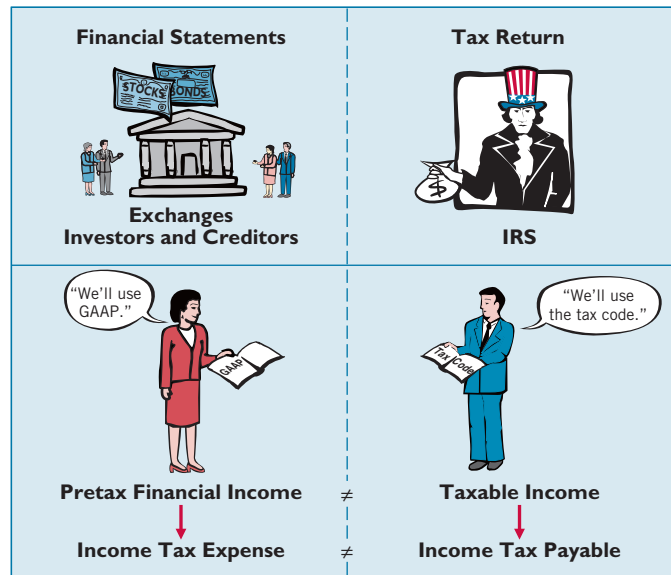 Financial Statements
STOCKS
BONDS
Exchanges
Investors and Creditors
Tax Return
$
IRS
“We’ll use
GAAP.”
GAAP
“We’ll use
the tax code.”
Tax Code
Pretax Financial Income ≠ Taxable Income
Income Tax Expense ≠ Income Tax Payable